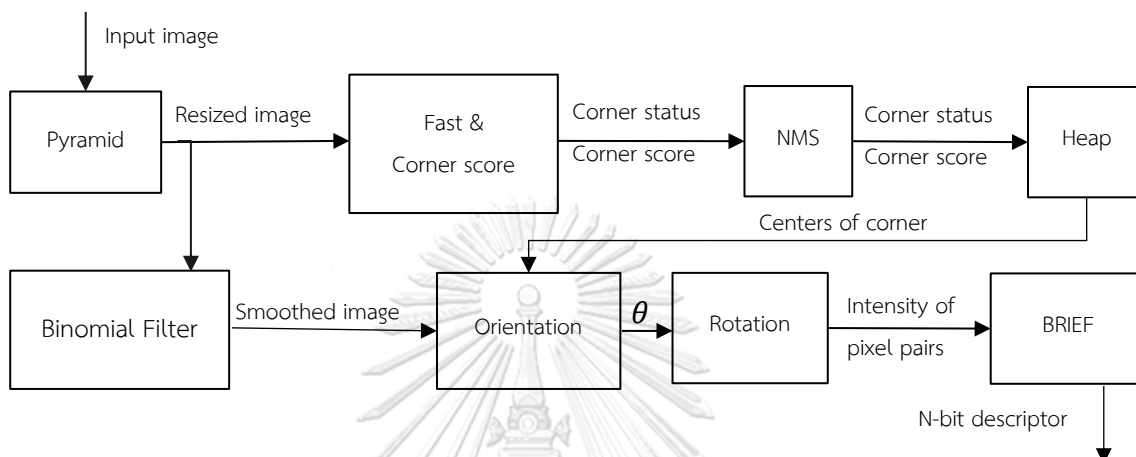 Input image
Pyramid
Resized image
Fast &
Corner score
Corner status
Corner score
NMS
Corner status
Corner score
Heap
Centers of corner
Binomial Filter
Smoothed image
Orientation
θ
Rotation
Intensity of
pixel pairs
BRIEF
N-bit descriptor